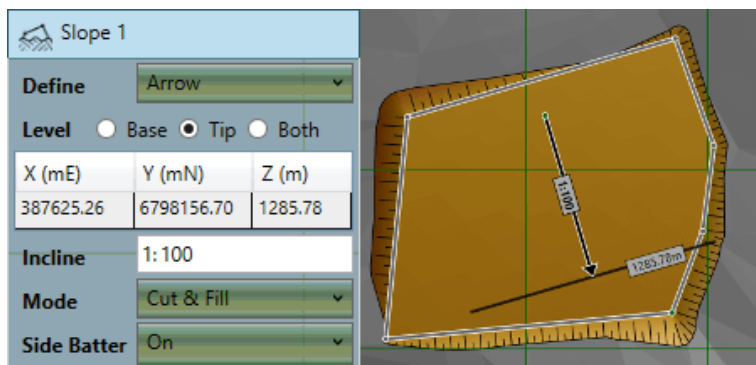 Slope 1
Define Arrow
Level Base Tip Both
X (mE) Y (mN) Z (m)
387625.26 6798156.70 1285.78
Incline 1: 100
Mode Cut & Fill
Side Batter On
1:100
1285.78m